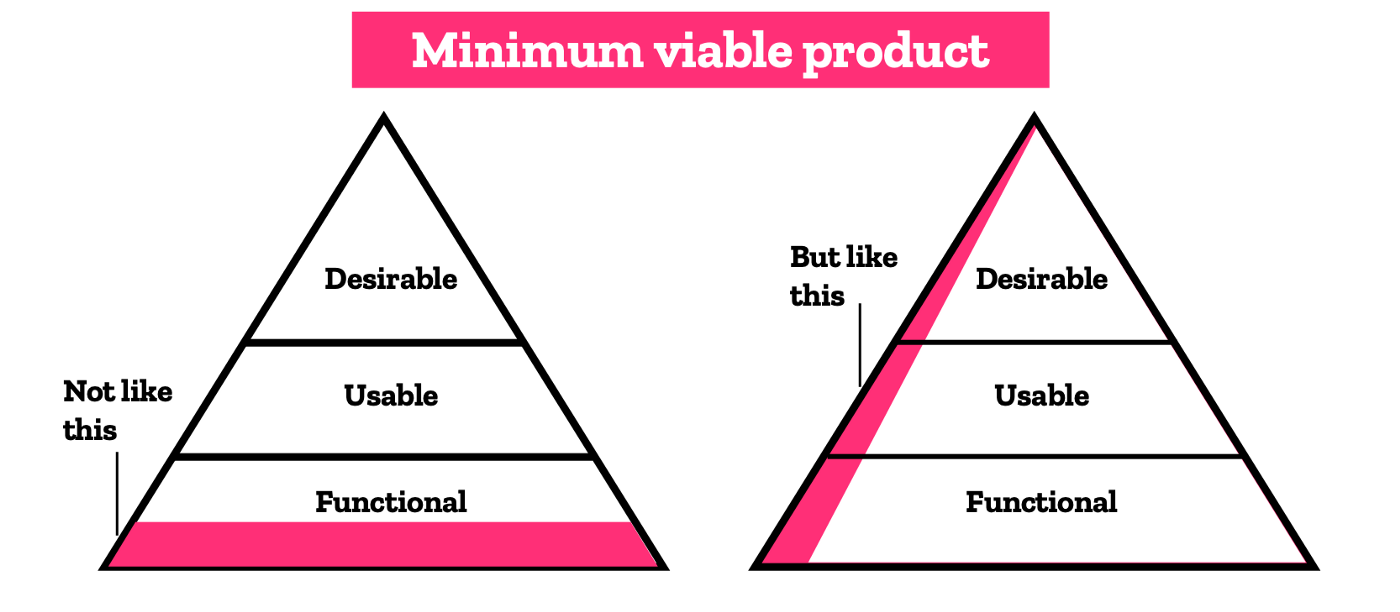 Minimum viable product
Not like
this
Desirable
Usable
Functional
But like
this
Desirable
Usable
Functional